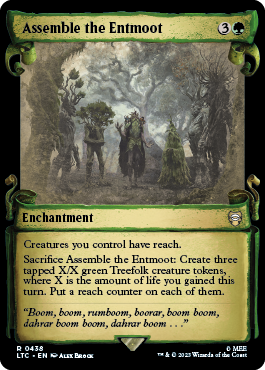 Assemble the Entmoot 3
Enchantment
Creatures you control have reach.
Sacrifice Assemble the Entmoot: Create three
tapped X/X green Treefolk creature tokens,
where X is the amount of life you gained this
turn. Put a reach counter on each of them.
“Boom, boom, rumboom, boorar, boom boom,
dahrar boom boom, dahrar boom . . .”
R 0438
LTC • EN Alex Brock
© MEE
™ & © 2023 Wizards of the Coast